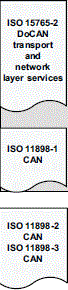 ISO 15765-2
DoCAN
transport
and
network
layer services
ISO 11898-1
CAN
ISO 11898-2
CAN
ISO 11898-3
CAN